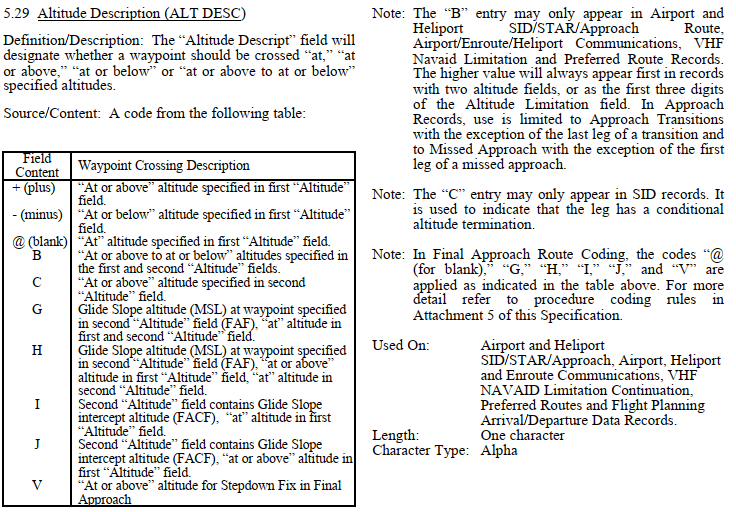 5.29 Altitude Description (ALT DESC)
Definition/Description: The “Altitude Descript” field will
designate whether a waypoint should be crossed “at,” “at
or above,” “at or below” or “at or above to at or below”
specified altitudes.
Source/Content: A code from the following table:
Field
Content
Waypoint Crossing Description
+ (plus)
“At or above” altitude specified in first “Altitude”
field.
- (minus)
“At or below” altitude specified in first “Altitude”
field.
@ (blank)
“At” altitude specified in first “Altitude” field.
B
“At or above to at or below” altitudes specified in
the first and second “Altitude” fields.
C
“At or above” altitude specified in second
“Altitude” field.
G
Glide Slope altitude (MSL) at waypoint specified
in second “Altitude” field (FAF), “at” altitude in
first and second “Altitude” field.
H
Glide Slope altitude (MSL) at waypoint specified
in second “Altitude” field (FAF), “at or above”
altitude in first “Altitude” field, “at” altitude in
second “Altitude” field.
I
Second “Altitude” field contains Glide Slope
intercept altitude (FACF), “at” altitude in first
“Altitude” field.
J
Second “Altitude” field contains Glide Slope
intercept altitude (FACF), “at or above” altitude in
first “Altitude” field.
V
“At or above” altitude for Stepdown Fix in Final
Approach
Note: The “B” entry may only appear in Airport and
Heliport SID/STAR/Approach Route,
Airport/Enroute/Heliport Communications, VHF
Navaid Limitation and Preferred Route Records.
The higher value will always appear first in records
with two altitude fields, or as the first three digits
of the Altitude Limitation field. In Approach
Records, use is limited to Approach Transitions
with the exception of the last leg of a transition and
to Missed Approach with the exception of the first
leg of a missed approach.
Note: The “C” entry may only appear in SID records. It
is used to indicate that the leg has a conditional
altitude termination.
Note: In Final Approach Route Coding, the codes “@
(for blank),” “G,” “H,” “I,” “J,” and “V” are
applied as indicated in the table above. For more
detail refer to procedure coding rules in
Attachment 5 of this Specification.
Used On: Airport and Heliport
SID/STAR/Approach, Airport, Heliport
and Enroute Communications, VHF
NAVAID Limitation Continuation,
Preferred Routes and Flight Planning
Arrival/Departure Data Records.
Length: One character
Character Type: Alpha